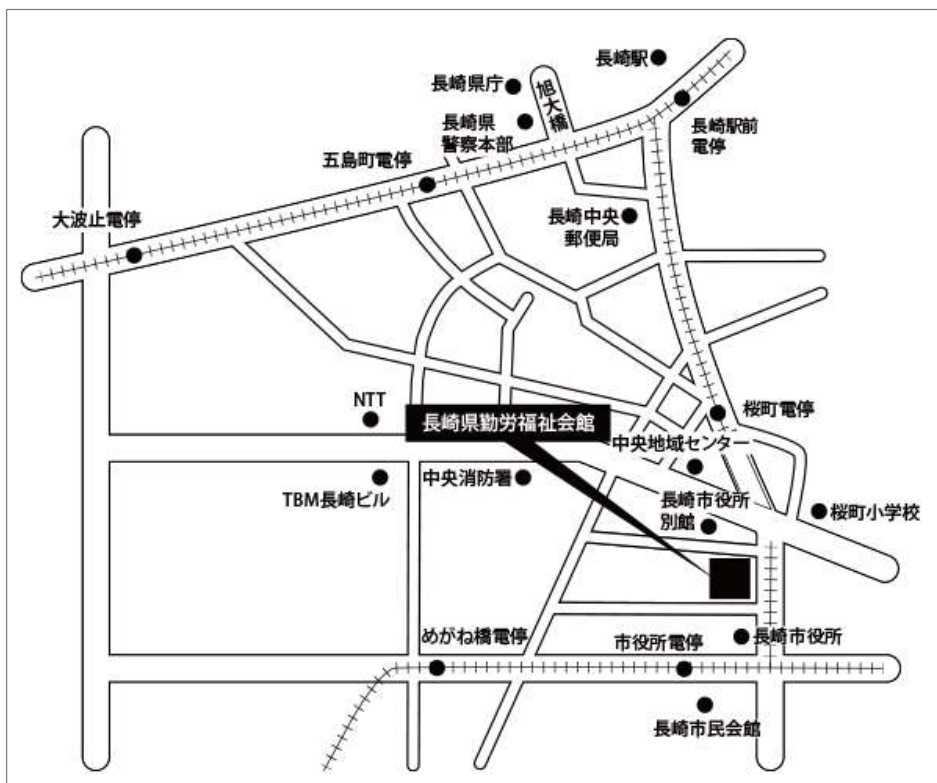 長崎駅
長崎県庁
旭大橋
長崎県
警察本部
長崎駅前
電停
五島町電停
大波止電停
長崎中央
郵便局
NTT
長崎県勤労福祉会館
桜町電停
中央地域センター
TBM長崎ビル
中央消防署
長崎市役所
別館
桜町小学校
めがね橋電停
市役所電停
長崎市役所
長崎市民会館